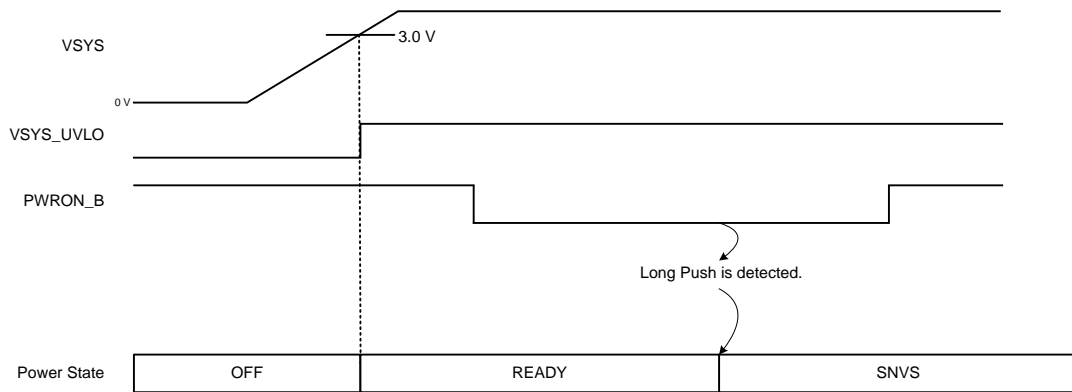 VSYS
3.0 V
0 V
VSYS_UVLO
PWRON_B
Long Push is detected.
Power State
OFF
READY
SNVS